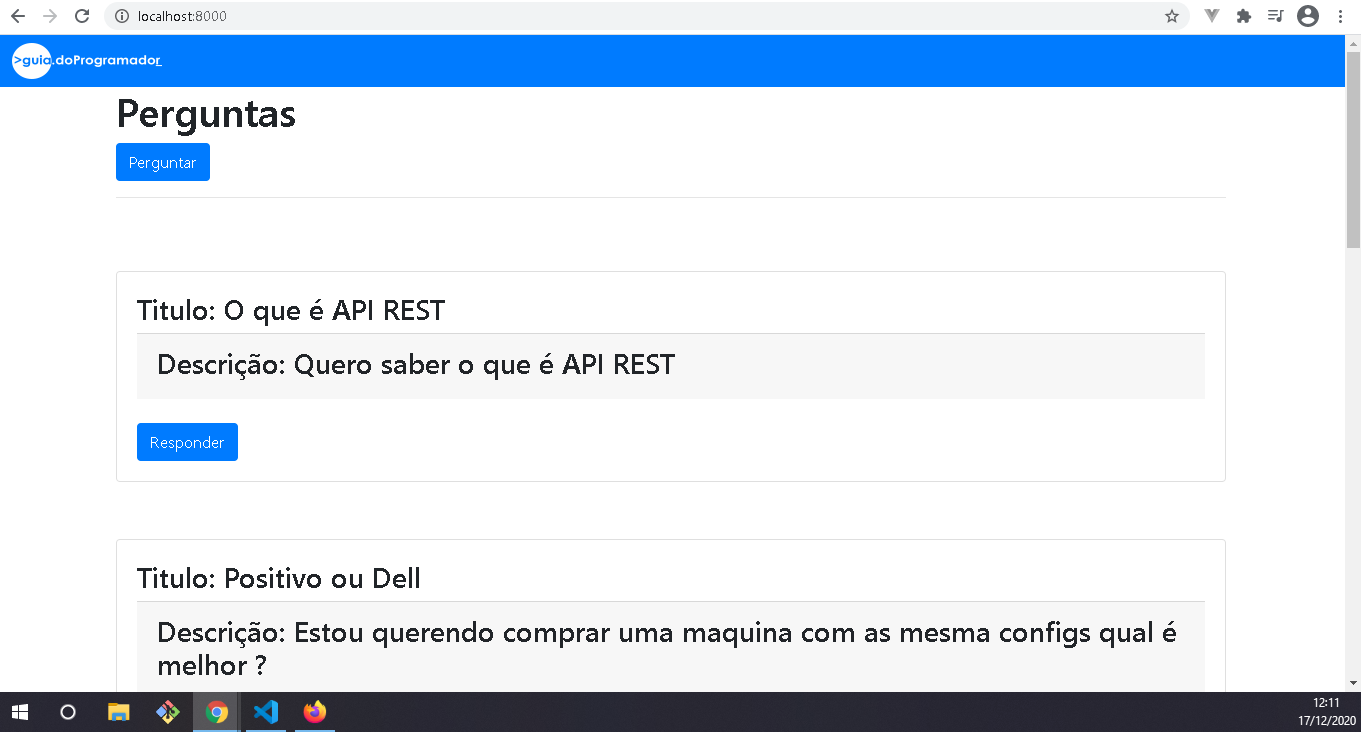 localhost:8000
>guia.doProgramador_
Perguntas
Perguntar
Titulo: O que é API REST
Descrição: Quero saber o que é API REST
Responder
Titulo: Positivo ou Dell
Descrição: Estou querendo comprar uma maquina com as mesma configs qual é
melhor ?
12:11
17/12/2020